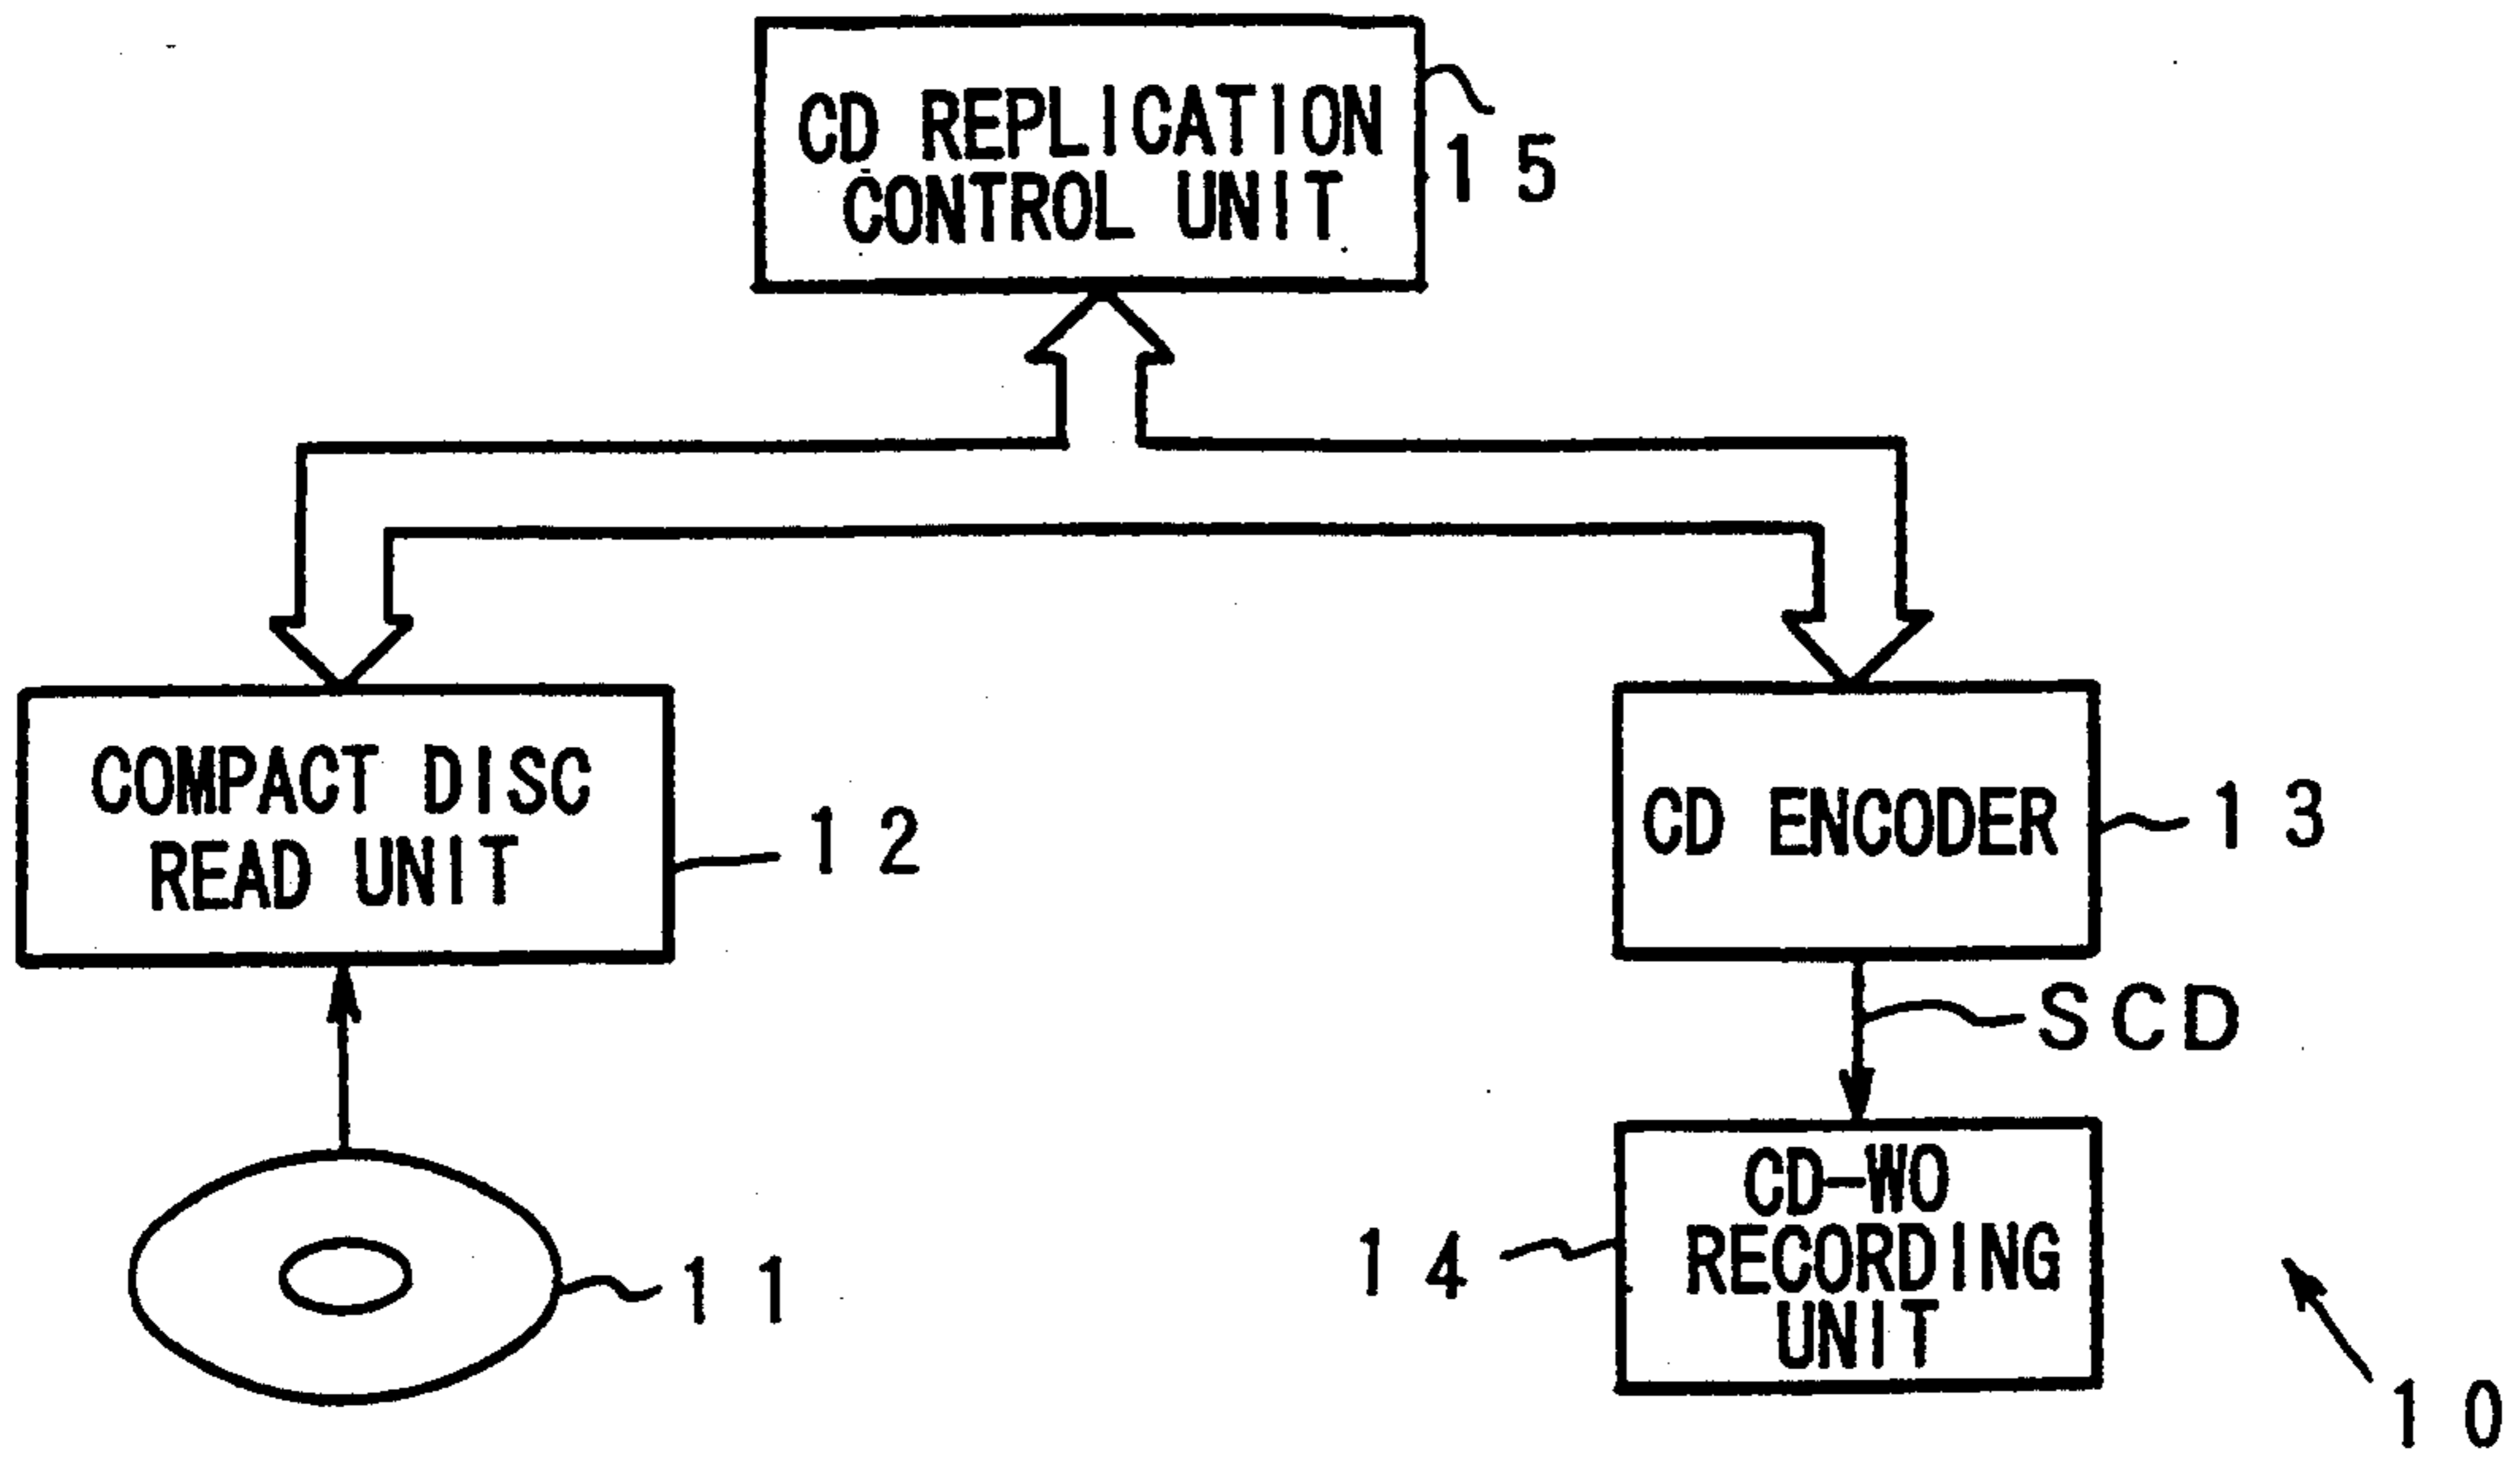 CD REPLICATION
CONTROL UNIT
15
COMPACT DISC
READ UNIT
12
CD ENCODER
13
SCD
11
CD-WO
RECORDING
UNIT
14
10